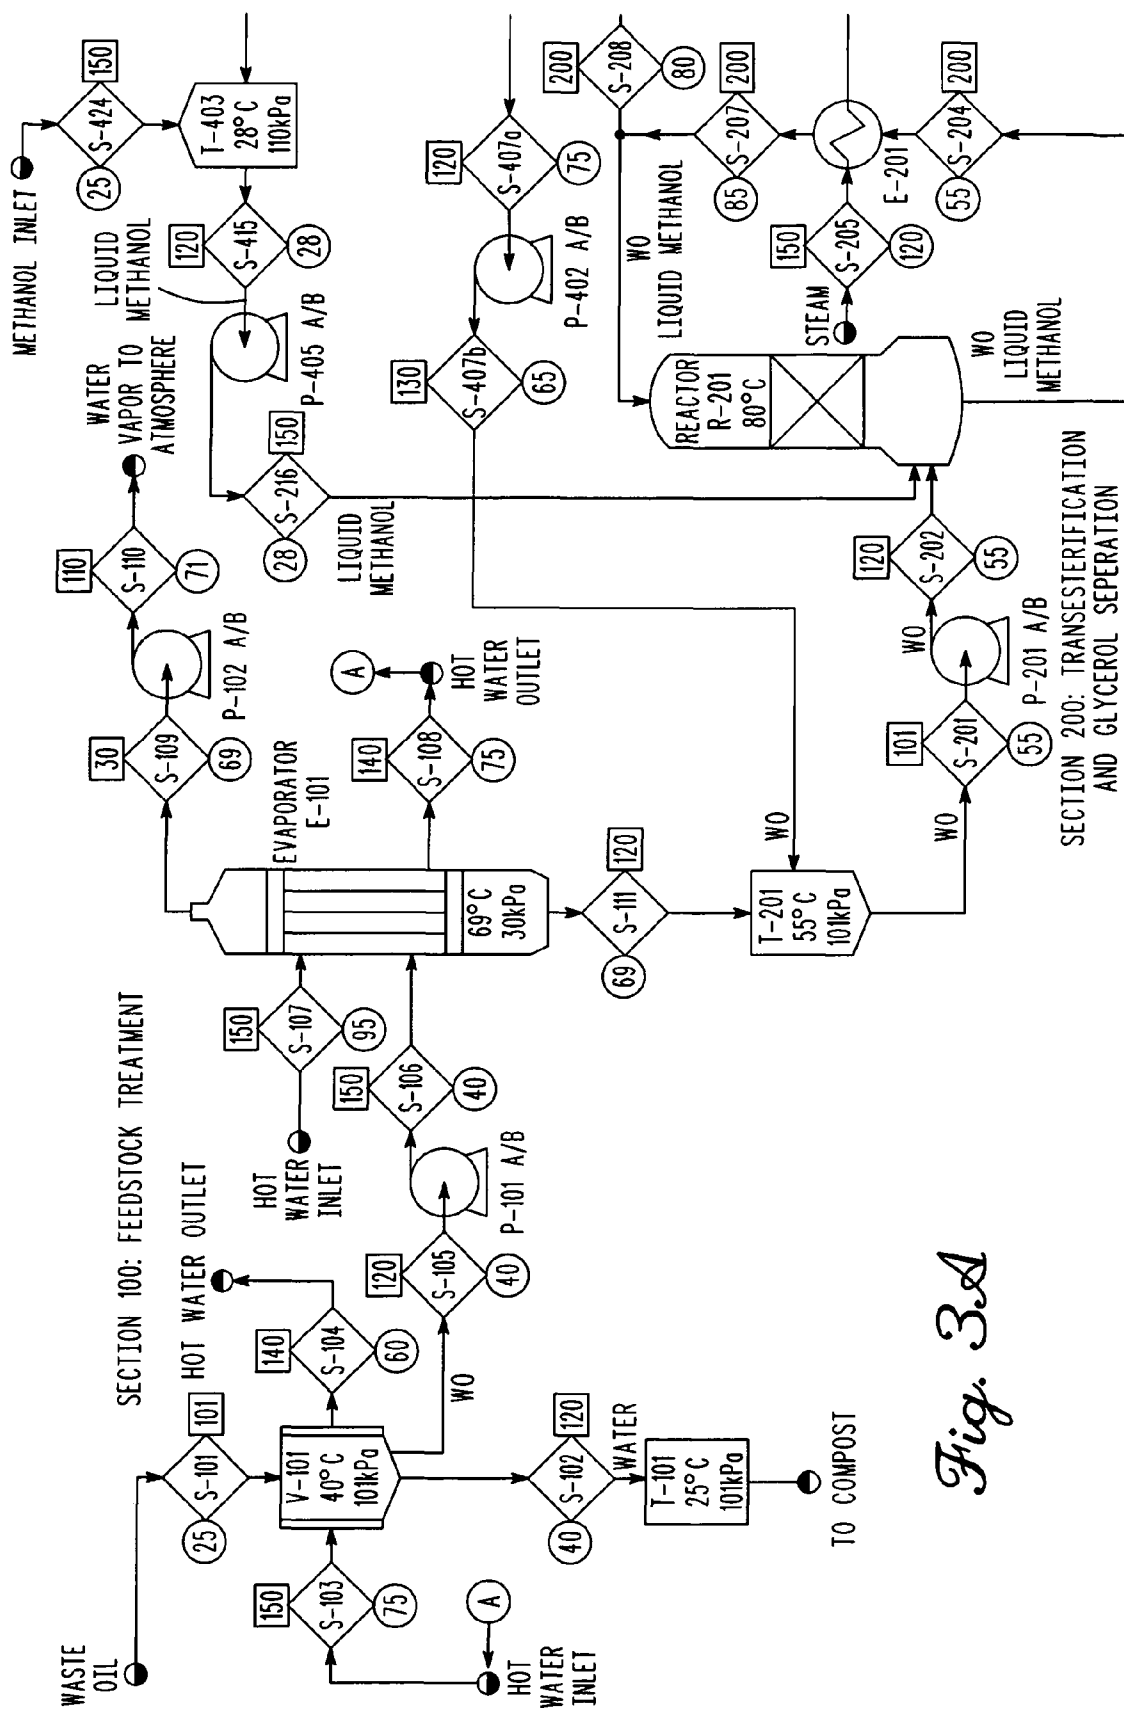 SECTION 100: FEEDSTOCK TREATMENT
WASTE
OIL
S-101
101
25
V-101
40°C
101kPa
S-103
150
75
A
HOT
WATER
INLET
S-104
140
60
HOT WATER OUTLET
S-102
120
40
WATER
T-101
25°C
101kPa
TO COMPOST
WO
S-105
120
40
P-101 A/B
S-106
150
40
HOT
WATER
INLET
S-107
150
95
EVAPORATOR
E-101
69°C
30kPa
S-109
30
69
P-102 A/B
S-110
110
71
WATER
VAPOR TO
ATMOSPHERE
S-108
140
75
A
HOT
WATER
OUTLET
S-111
120
69
T-201
55°C
101kPa
WO
WO
S-201
101
55
P-201 A/B
WO
S-202
120
55
METHANOL INLET
S-424
150
25
T-403
28°C
110kPa
S-415
120
28
LIQUID
METHANOL
P-405 A/B
S-216
150
28
LIQUID
METHANOL
S-407a
120
75
P-402 A/B
S-407b
130
65
REACTOR
R-201
80°C
WO
LIQUID METHANOL
S-208
200
80
S-207
200
85
E-201
S-205
150
120
STEAM
S-204
200
55
WO
LIQUID
METHANOL
SECTION 200: TRANSESTERIFICATION
AND GLYCEROL SEPERATION
Fig. 3A